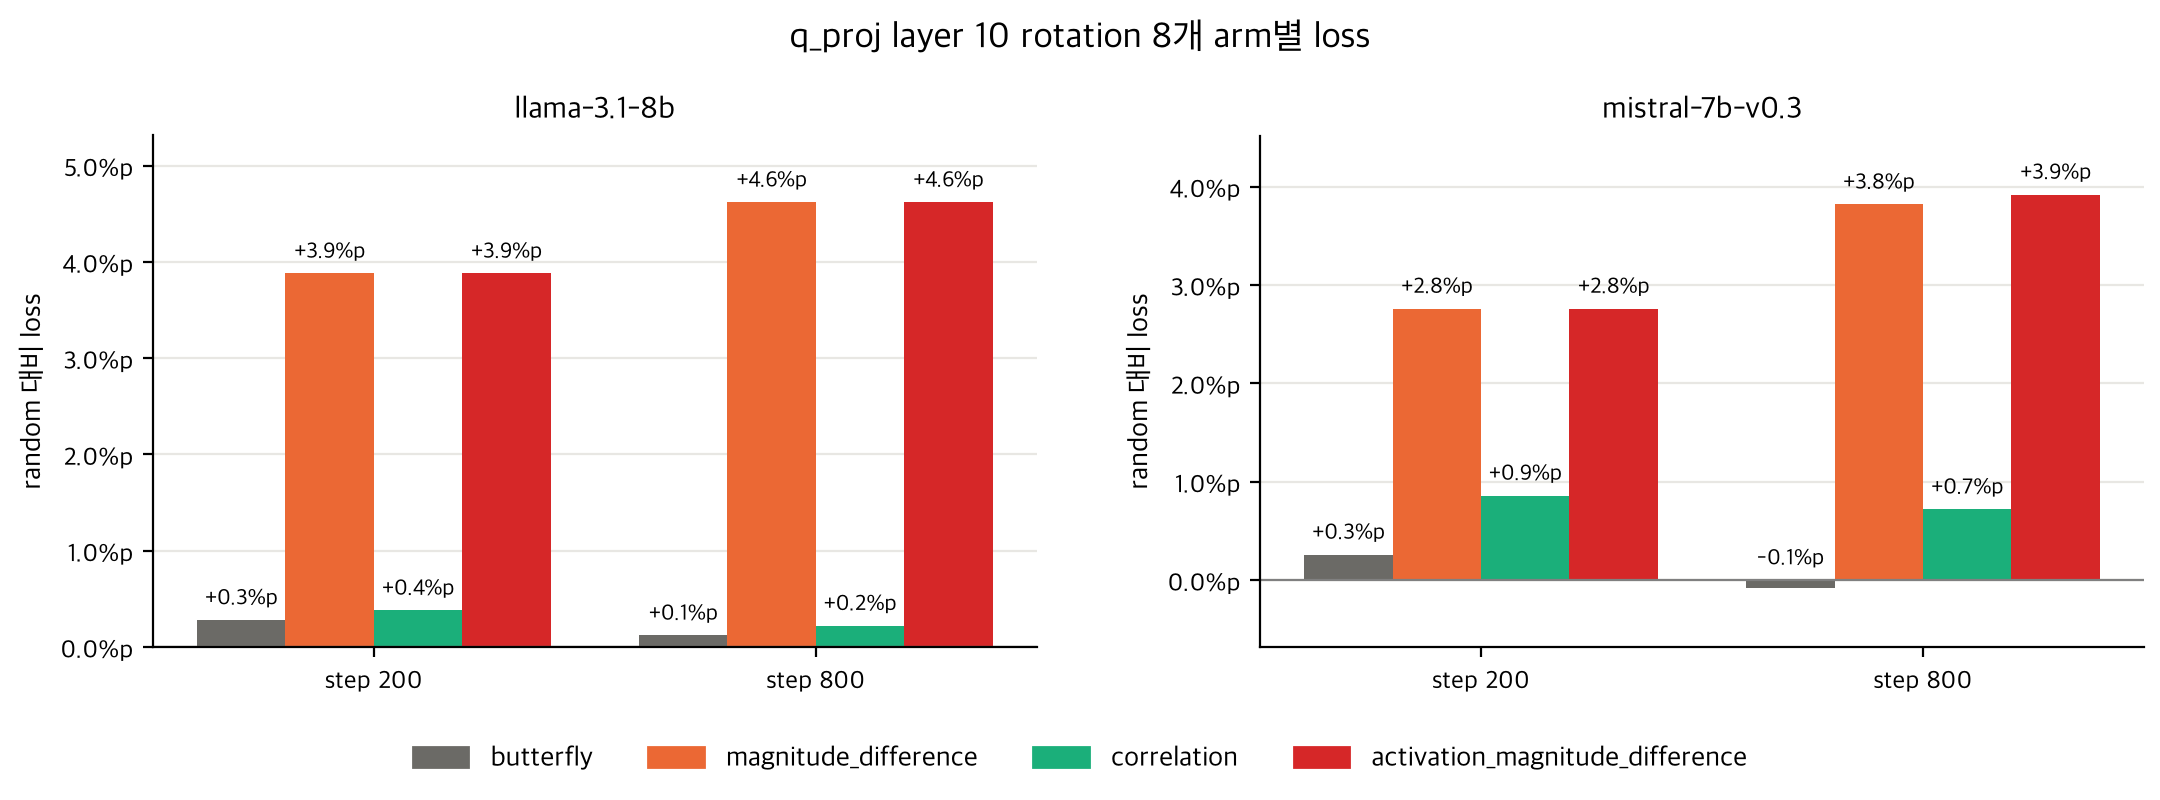 q_proj layer 10 rotation 8개 arm별 loss
llama-3.1-8b
random 대비 loss
5.0%p
4.0%p
3.0%p
2.0%p
1.0%p
0.0%p
+0.3%p
+3.9%p
+0.4%p
+3.9%p
+0.1%p
+4.6%p
+0.2%p
+4.6%p
step 200
step 800
mistral-7b-v0.3
random 대비 loss
4.0%p
3.0%p
2.0%p
1.0%p
0.0%p
+0.3%p
+2.8%p
+0.9%p
+2.8%p
-0.1%p
+3.8%p
+0.7%p
+3.9%p
step 200
step 800
butterfly
magnitude_difference
correlation
activation_magnitude_difference